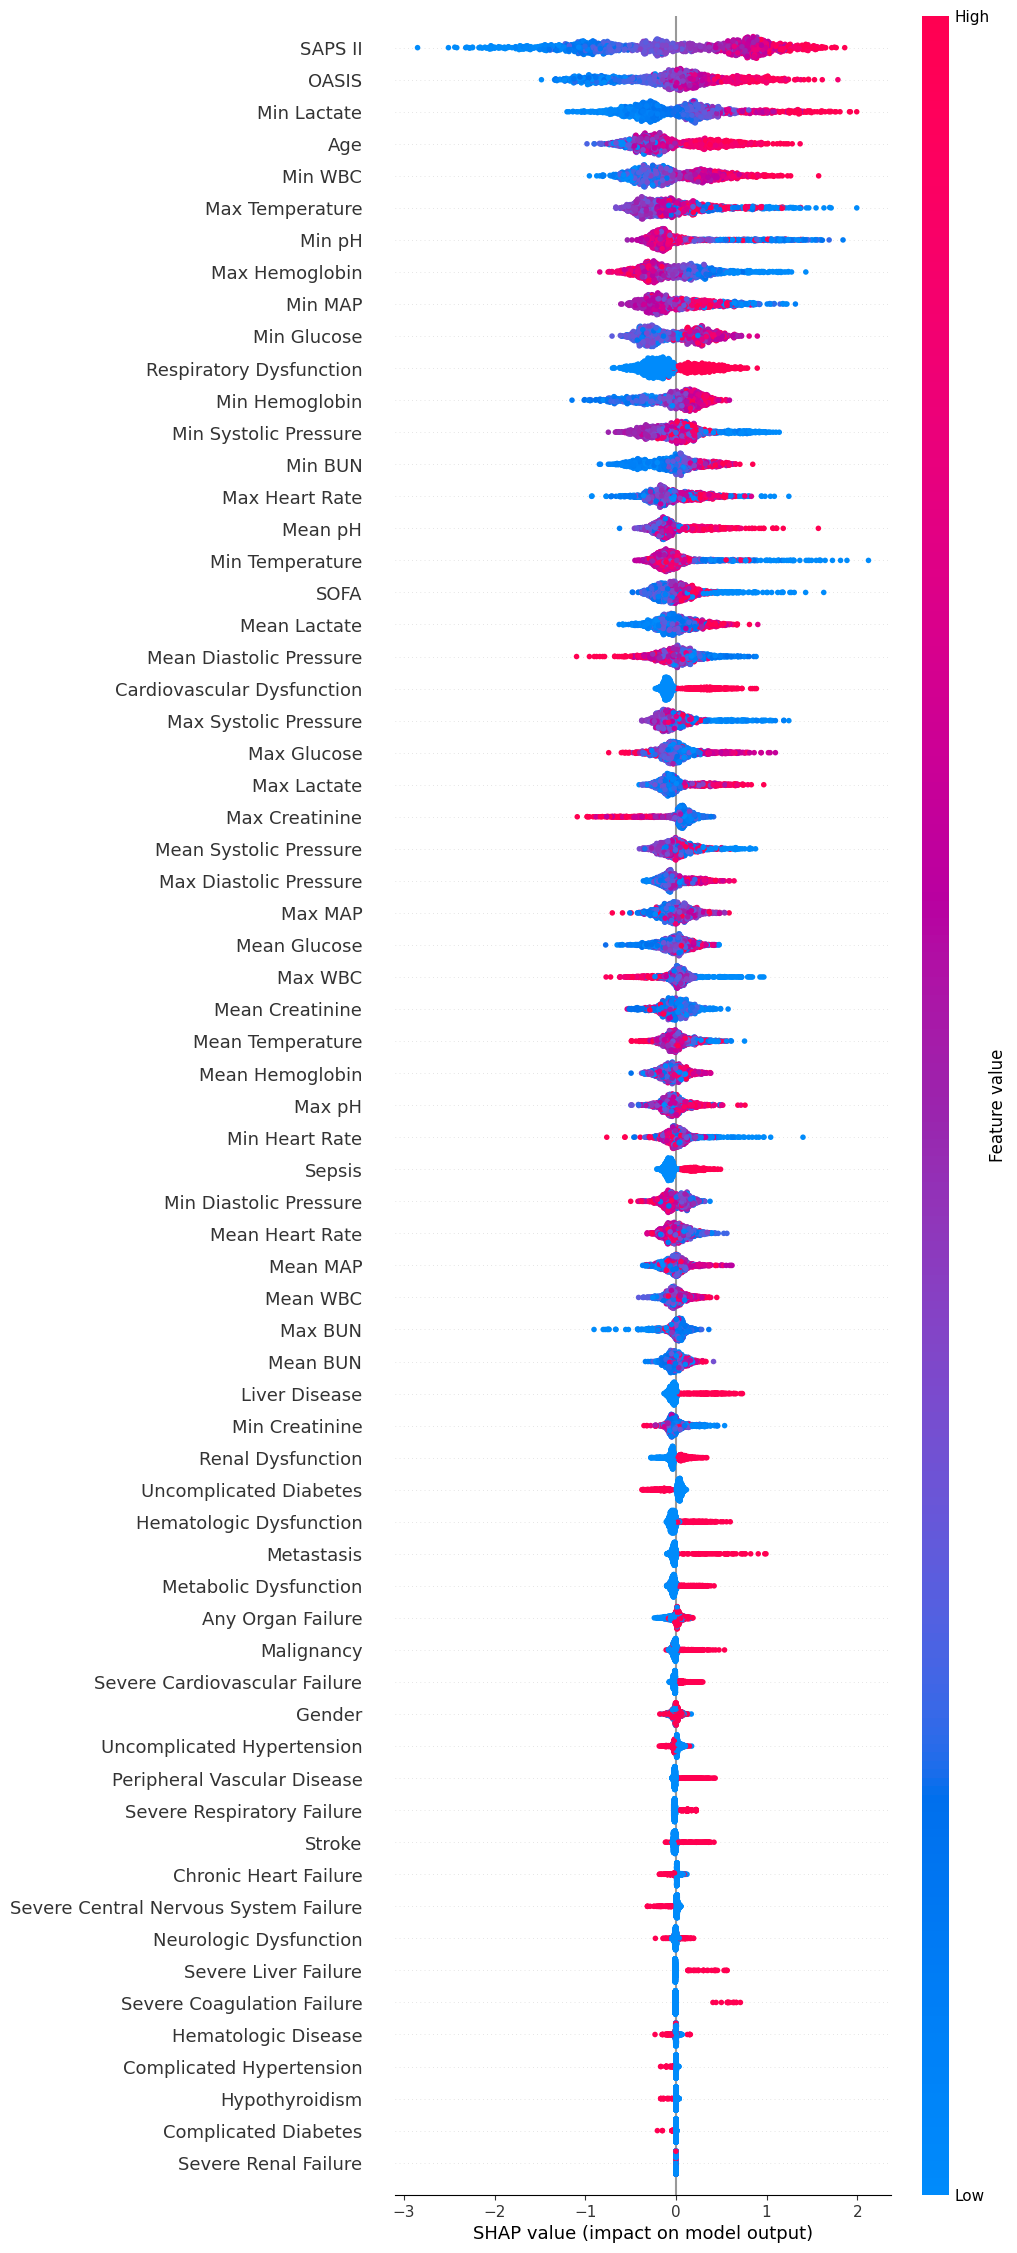 High
SAPS II
OASIS
Min Lactate
Age
Min WBC
Max Temperature
Min pH
Max Hemoglobin
Min MAP
Min Glucose
Respiratory Dysfunction
Min Hemoglobin
Min Systolic Pressure
Min BUN
Max Heart Rate
Mean pH
Min Temperature
SOFA
Mean Lactate
Mean Diastolic Pressure
Cardiovascular Dysfunction
Max Systolic Pressure
Max Glucose
Max Lactate
Max Creatinine
Mean Systolic Pressure
Max Diastolic Pressure
Max MAP
Mean Glucose
Max WBC
Mean Creatinine
Mean Temperature
Mean Hemoglobin
Max pH
Min Heart Rate
Sepsis
Min Diastolic Pressure
Mean Heart Rate
Mean MAP
Mean WBC
Max BUN
Mean BUN
Liver Disease
Min Creatinine
Renal Dysfunction
Uncomplicated Diabetes
Hematologic Dysfunction
Metastasis
Metabolic Dysfunction
Any Organ Failure
Malignancy
Severe Cardiovascular Failure
Gender
Uncomplicated Hypertension
Peripheral Vascular Disease
Severe Respiratory Failure
Stroke
Chronic Heart Failure
Severe Central Nervous System Failure
Neurologic Dysfunction
Severe Liver Failure
Severe Coagulation Failure
Hematologic Disease
Complicated Hypertension
Hypothyroidism
Complicated Diabetes
Severe Renal Failure
Feature value
Low
−3 −2 −1 0 1 2
SHAP value (impact on model output)